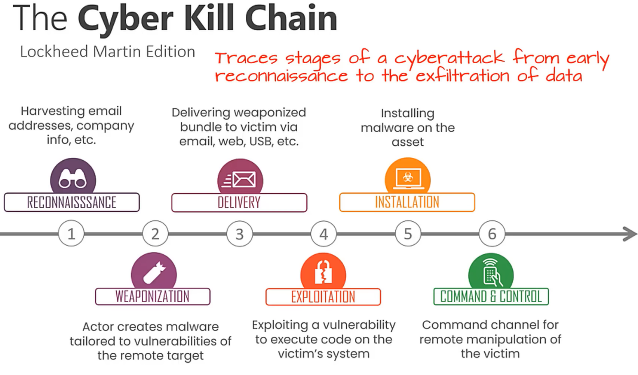 The Cyber Kill Chain
Lockheed Martin Edition
Traces stages of a cyberattack from early
reconnaissance to the exfiltration of data
Harvesting email
addresses, company
info, etc.
RECONNAISSSANCE
Delivering weaponized
bundle to victim via
email, web, USB, etc.
DELIVERY
Installing
malware on the
asset
INSTALLATION
1
2
3
4
5
6
WEAPONIZATION
Actor creates malware
tailored to vulnerabilities of
the remote target
EXPLOITATION
Exploiting a vulnerability
to execute code on the
victim's system
COMMAND & CONTROL
Command channel for
remote manipulation of
the victim